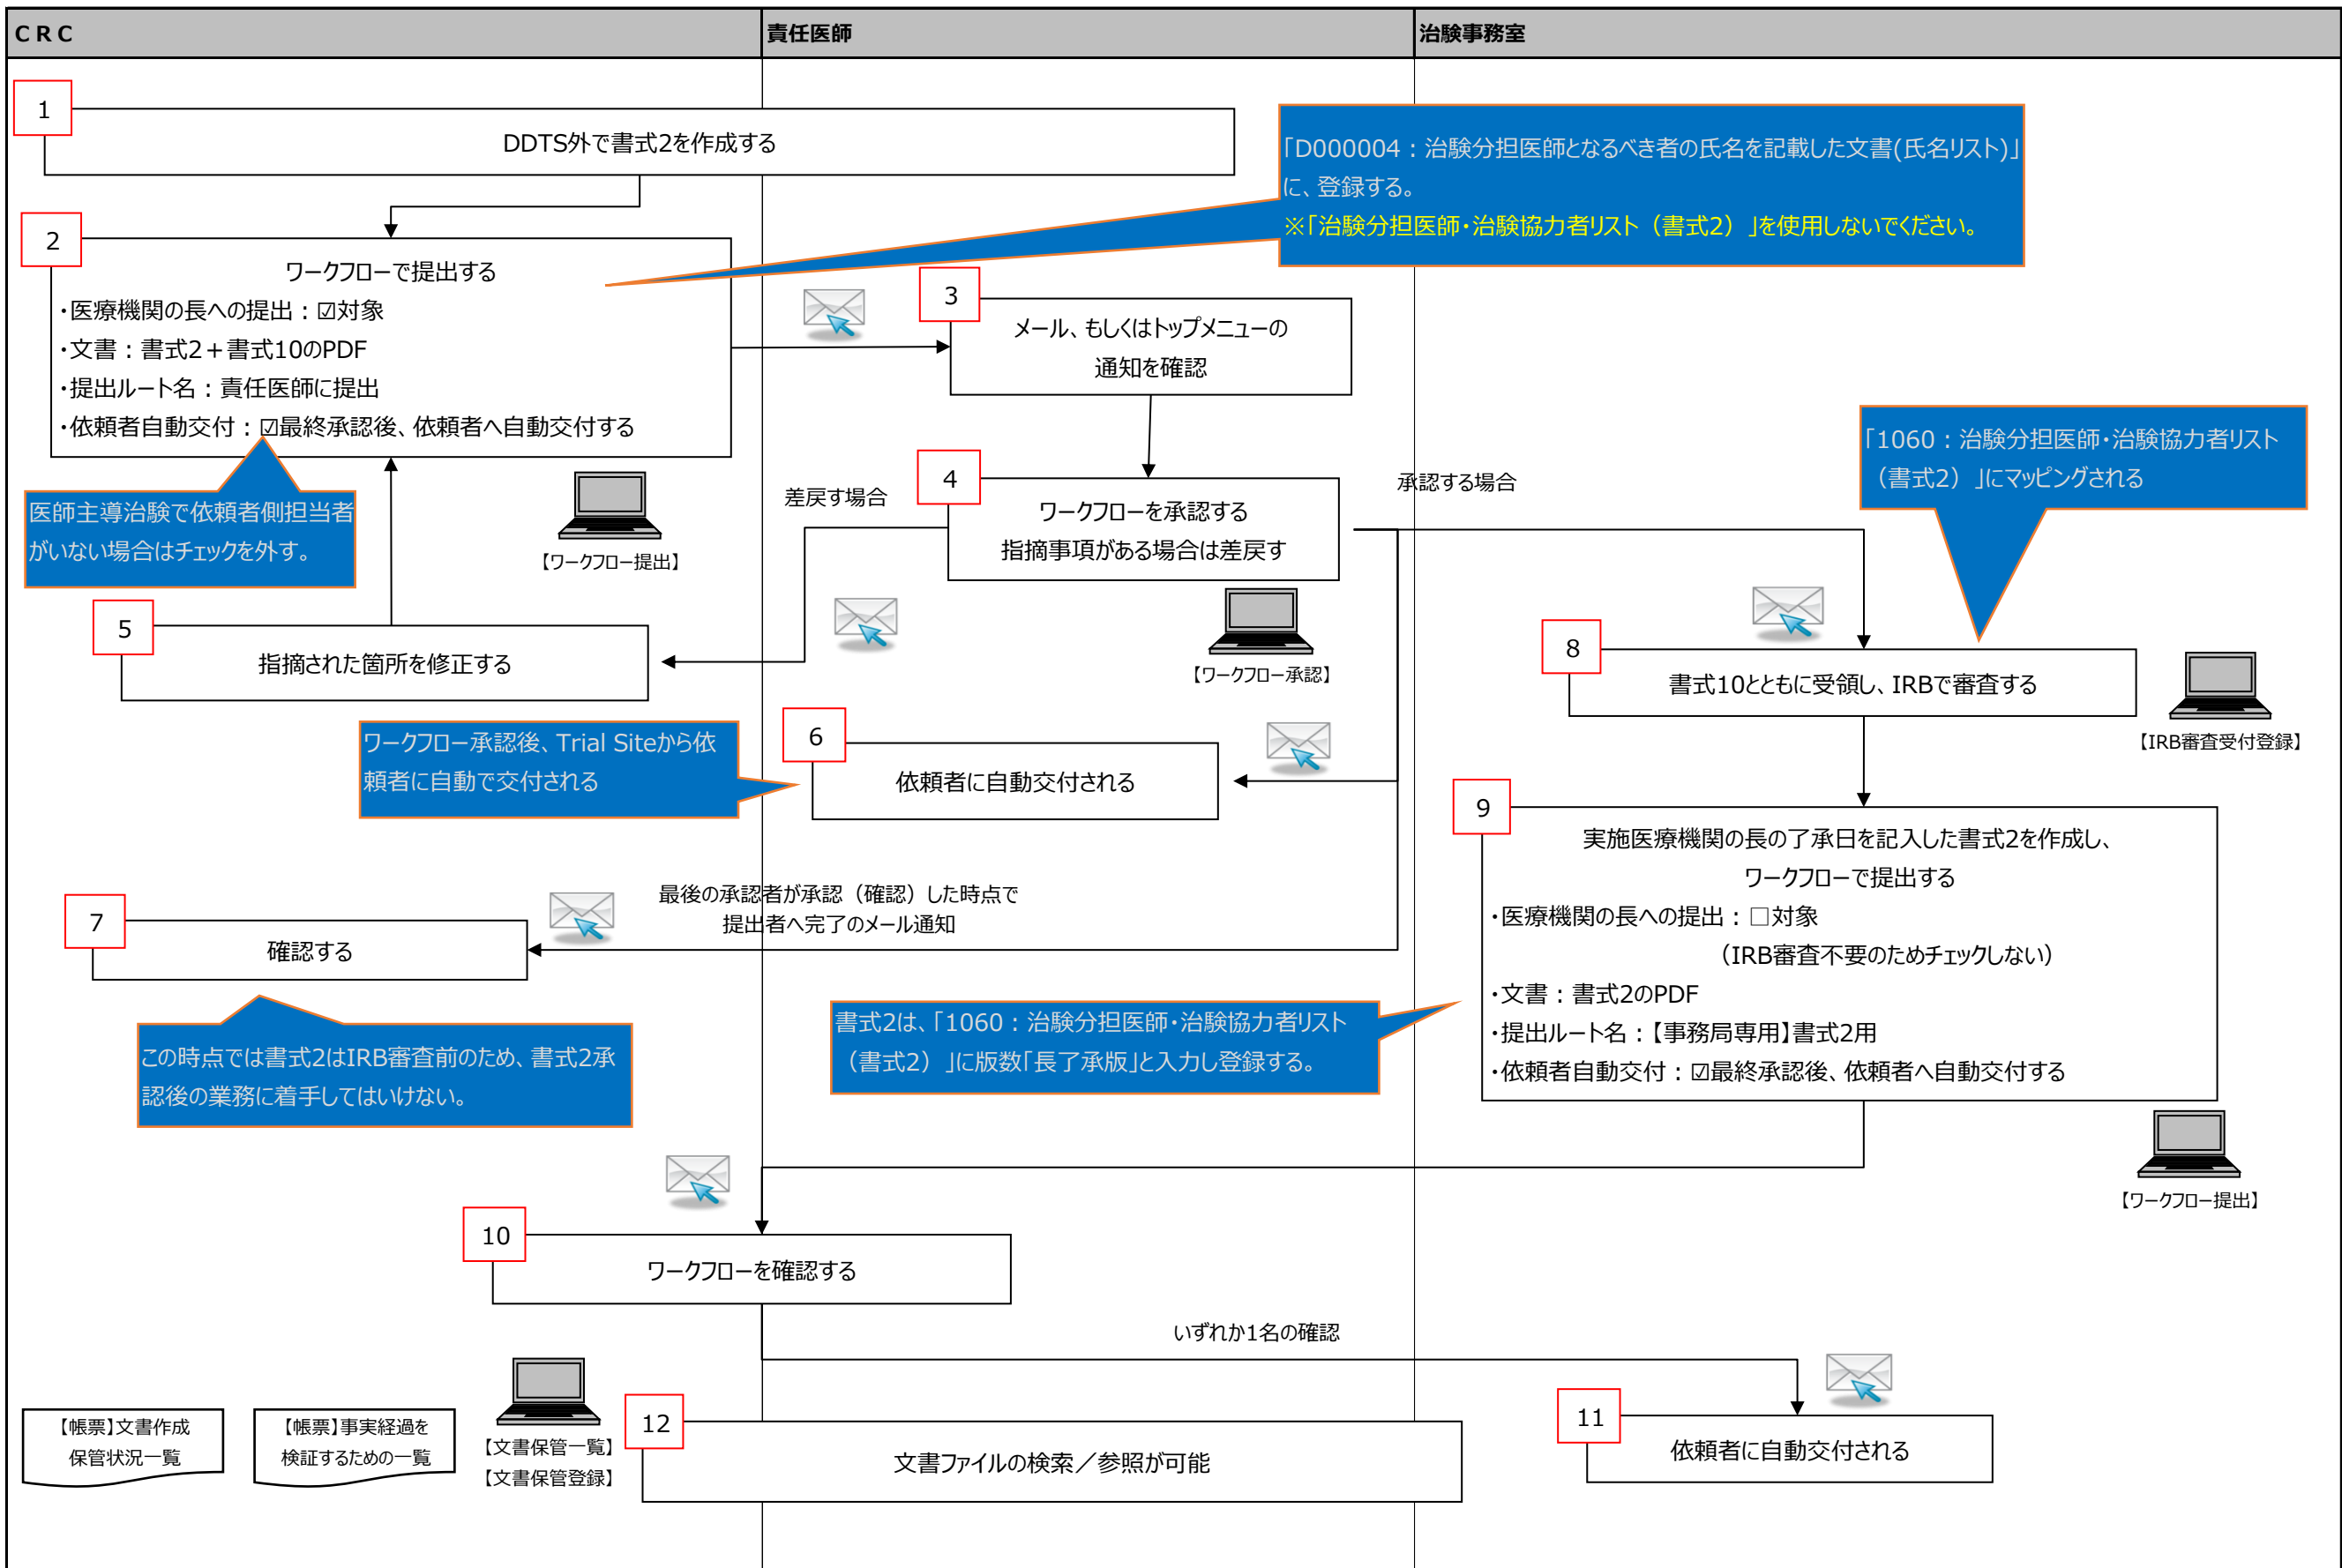 ＣＲＣ
責任医師
治験事務室
1
DDTS外で書式2を作成する
「D000004：治験分担医師となるべき者の氏名を記載した文書(氏名リスト)」
に、登録する。
※「治験分担医師・治験協力者リスト（書式2）」を使用しないでください。
2
ワークフローで提出する
・医療機関の長への提出：☑対象
・文書：書式2＋書式10のPDF
・提出ルート名：責任医師に提出
・依頼者自動交付：☑最終承認後、依頼者へ自動交付する
3
メール、もしくはトップメニューの
通知を確認
医師主導治験で依頼者側担当者
がいない場合はチェックを外す。
【ワークフロー提出】
差戻す場合
4
ワークフローを承認する
指摘事項がある場合は差戻す
承認する場合
「1060：治験分担医師・治験協力者リスト
（書式2）」にマッピングされる
【ワークフロー承認】
5
指摘された箇所を修正する
8
書式10とともに受領し、IRBで審査する
【IRB審査受付登録】
ワークフロー承認後、Trial Siteから依
頼者に自動で交付される
6
依頼者に自動交付される
9
実施医療機関の長の了承日を記入した書式2を作成し、
ワークフローで提出する
・医療機関の長への提出：□対象
（IRB審査不要のためチェックしない）
・文書：書式2のPDF
・提出ルート名：【事務局専用】書式2用
・依頼者自動交付：☑最終承認後、依頼者へ自動交付する
最後の承認者が承認（確認）した時点で
提出者へ完了のメール通知
7
確認する
この時点では書式2はIRB審査前のため、書式2承
認後の業務に着手してはいけない。
書式2は、「1060：治験分担医師・治験協力者リスト
（書式2）」に版数「長了承版」と入力し登録する。
【ワークフロー提出】
10
ワークフローを確認する
いずれか1名の確認
11
依頼者に自動交付される
【帳票】文書作成
保管状況一覧
【帳票】事実経過を
検証するための一覧
【文書保管一覧】
【文書保管登録】
12
文書ファイルの検索／参照が可能